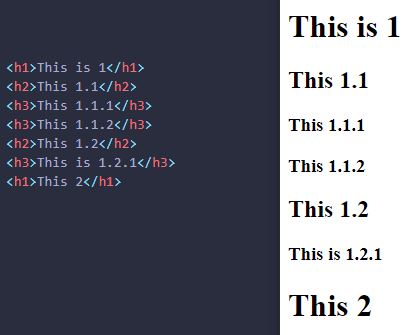 <h1>This is 1</h1>
<h2>This 1.1</h2>
<h3>This 1.1.1</h3>
<h3>This 1.1.2</h3>
<h2>This 1.2</h2>
<h3>This is 1.2.1</h3>
<h1>This 2</h1>
This is 1
This 1.1
This 1.1.1
This 1.1.2
This 1.2
This is 1.2.1
This 2